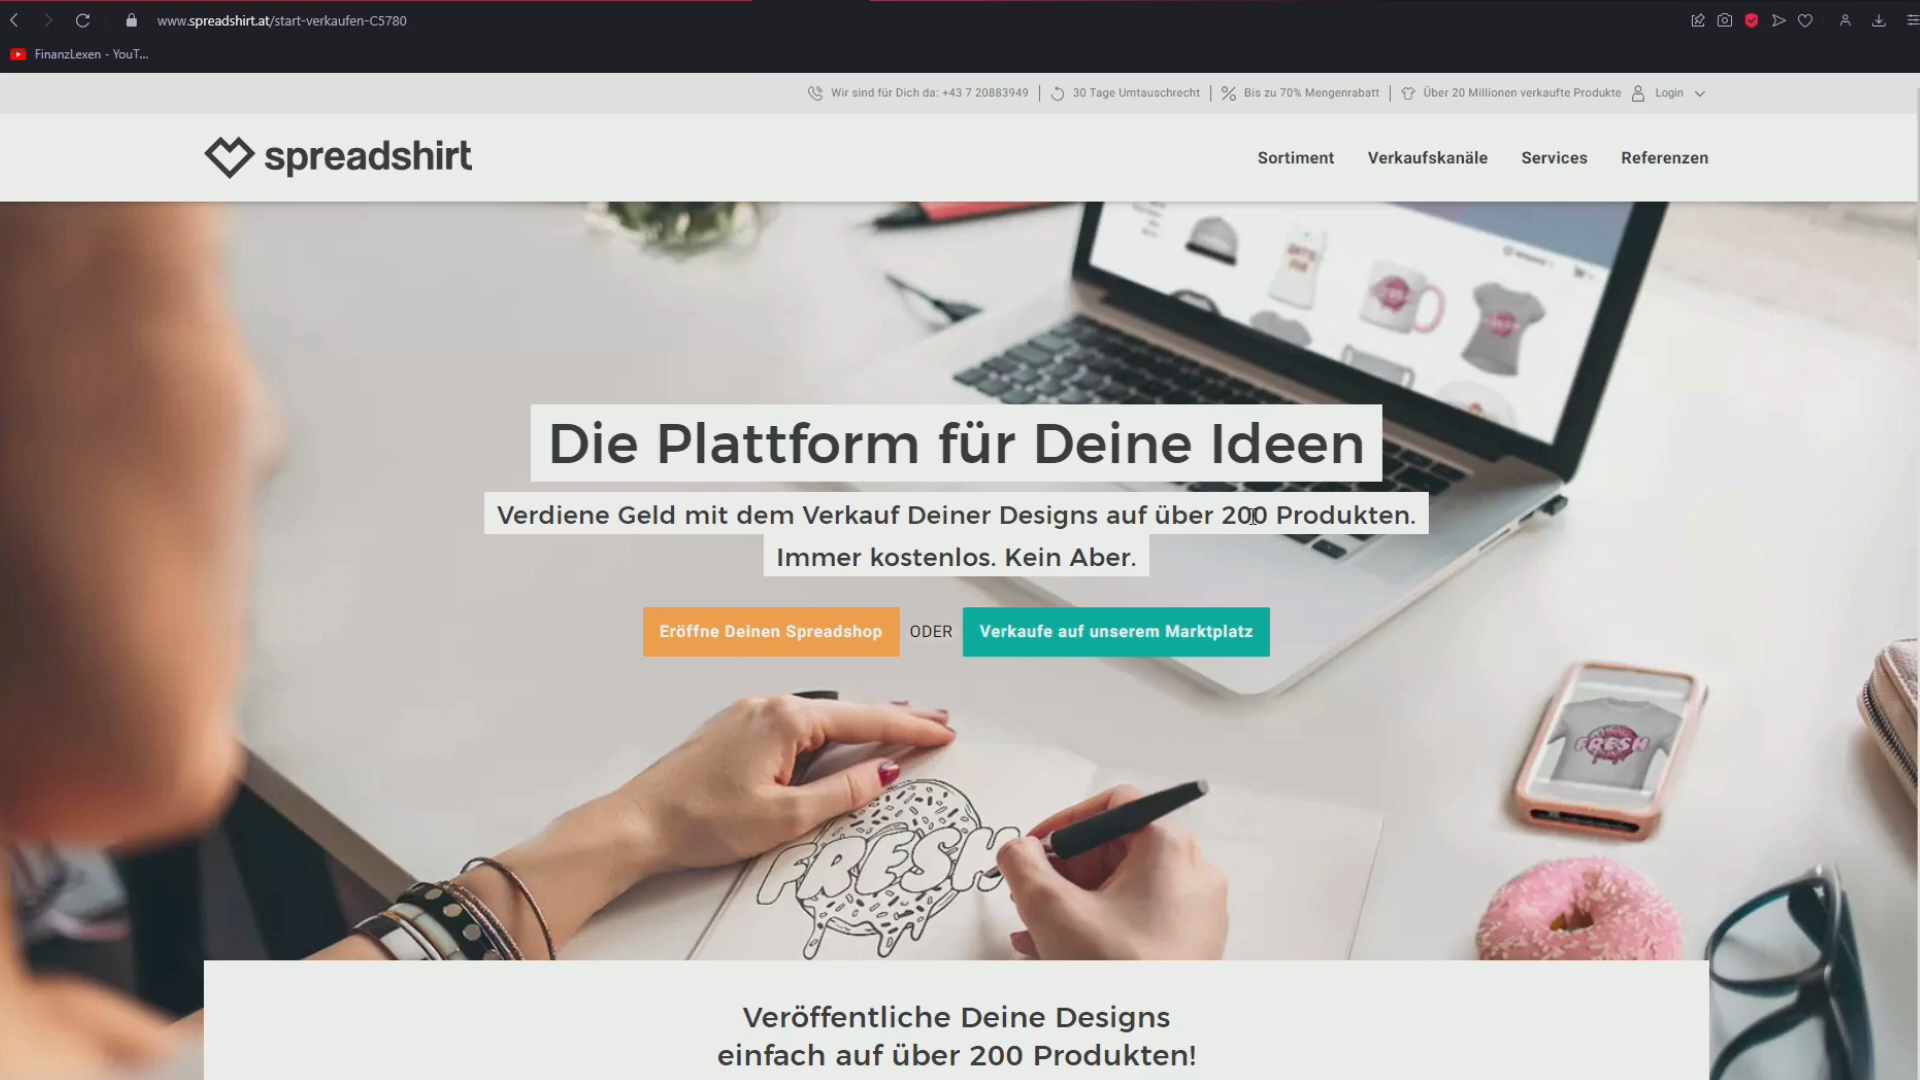 www.spreadshirt.at/start-verkaufen-C5780
FinanzLexen - YouT...
Wir sind für Dich da: +43 7 20883949
30 Tage Umtauschrecht
Bis zu 70% Mengenrabatt
Über 20 Millionen verkaufte Produkte
Login
spreadshirt
Sortiment
Verkaufskanäle
Services
Referenzen
Die Plattform für Deine Ideen
Verdiene Geld mit dem Verkauf Deiner Designs auf über 200 Produkten.
Immer kostenlos. Kein Aber.
Eröffne Deinen Spreadshop
ODER
Verkaufe auf unserem Marktplatz
FRESH
FRESH
Veröffentliche Deine Designs
einfach auf über 200 Produkten!